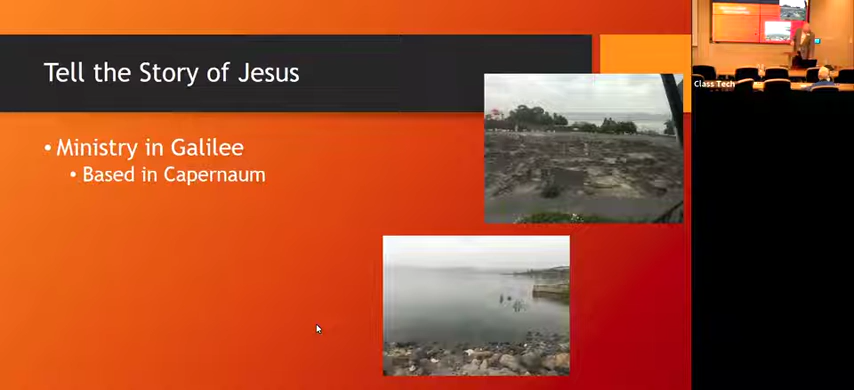 Tell the Story of Jesus
• Ministry in Galilee
• Based in Capernaum
Class Tech